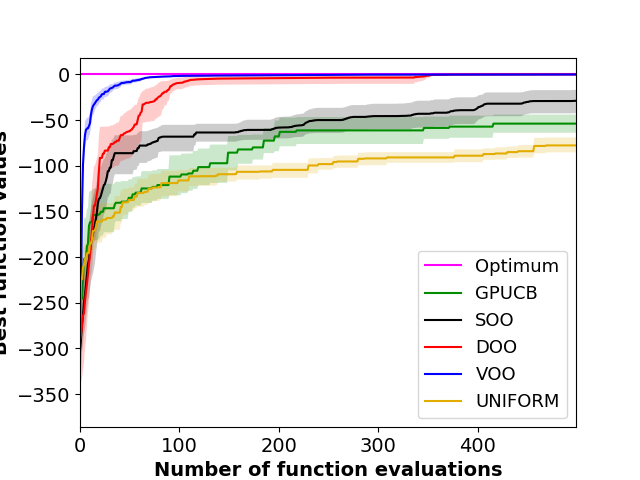 Best function values
0
−50
−100
−150
−200
−250
−300
−350
Optimum
GPUCB
SOO
DOO
VOO
UNIFORM
0 100 200 300 400
Number of function evaluations